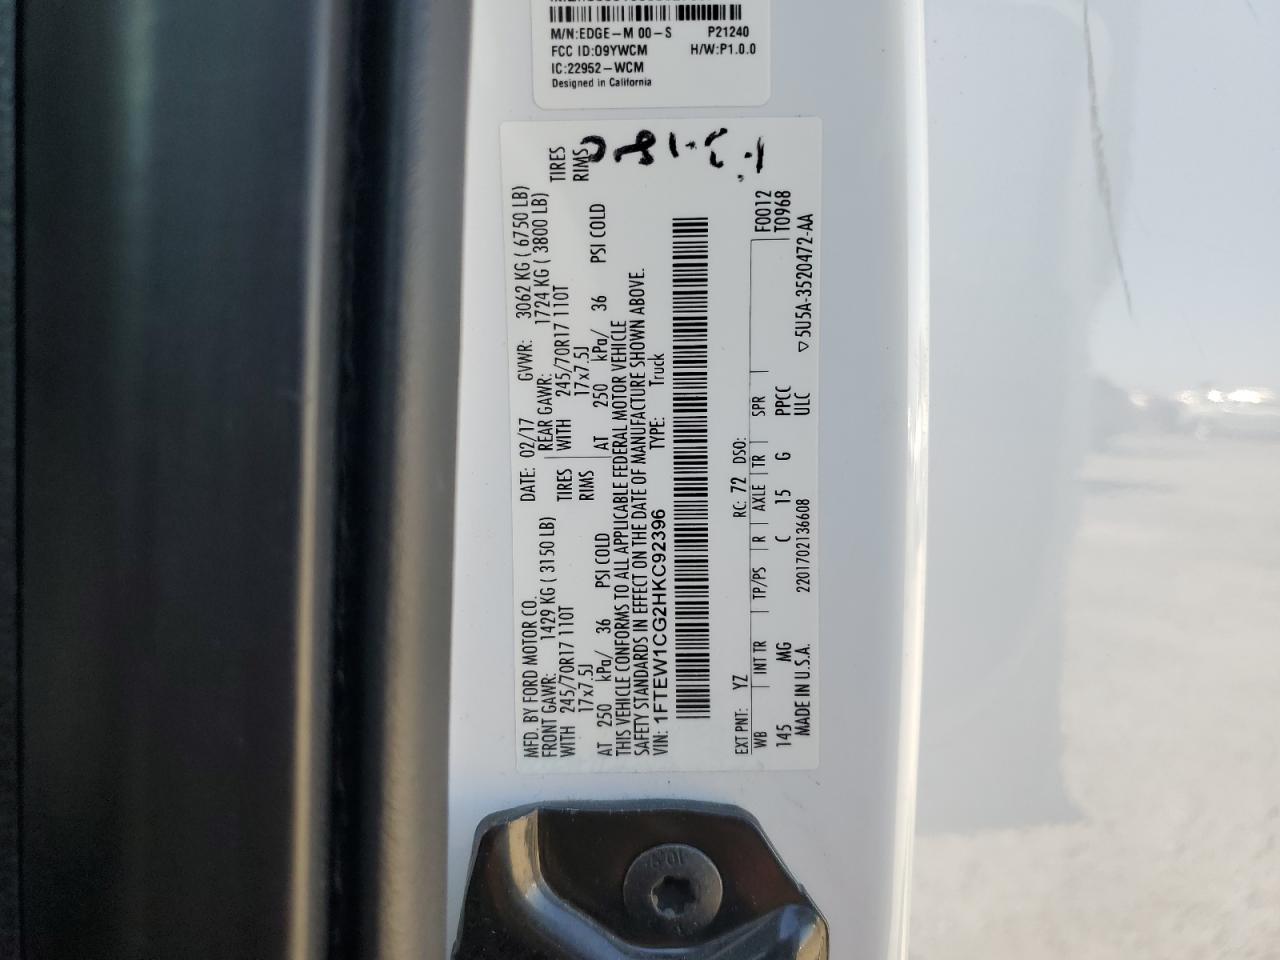 M/N:EDGE-M 00-S P21240
FCC ID:O9YWCM H/W:P1.0.0
IC:22952-WCM
Designed in California
MFD. BY FORD MOTOR CO. DATE: 02/17 GVWR: 3062 KG ( 6750 LB)
FRONT GAWR: 1429 KG ( 3150 LB) REAR GAWR: 1724 KG ( 3800 LB)
WITH 245/70R17 110T TIRES WITH 245/70R17 110T TIRES
17x7.5J RIMS 17x7.5J RIMS
AT 250 kPa/ 36 PSI COLD AT 250 kPa/ 36 PSI COLD
THIS VEHICLE CONFORMS TO ALL APPLICABLE FEDERAL MOTOR VEHICLE
SAFETY STANDARDS IN EFFECT ON THE DATE OF MANUFACTURE SHOWN ABOVE.
VIN: 1FTEW1CG2HKC92396 TYPE: Truck
EXT PNT: YZ RC: 72 DSO:
WB INT TR TP/PS R AXLE TR SPR F0012
145 MG C 15 G PPCC T0968
ULC
MADE IN U.S.A. 2201702136608 ▽5U5A-3520472-AA